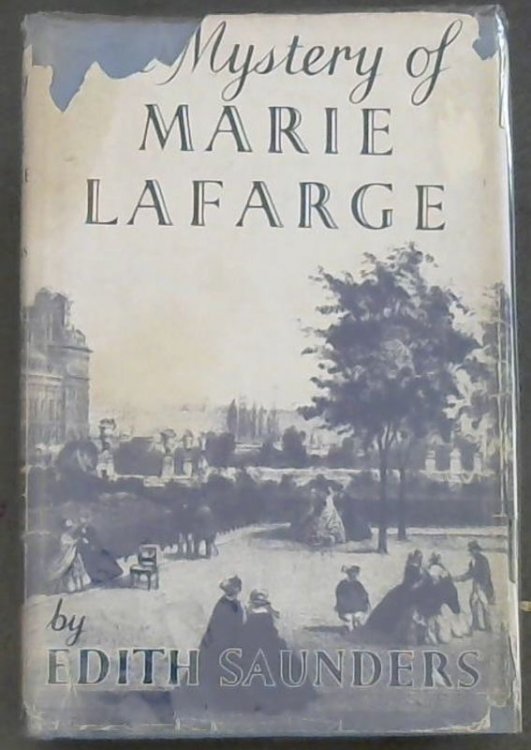 Mystery of
MARIE
LAFARGE
by
EDITH SAUNDERS